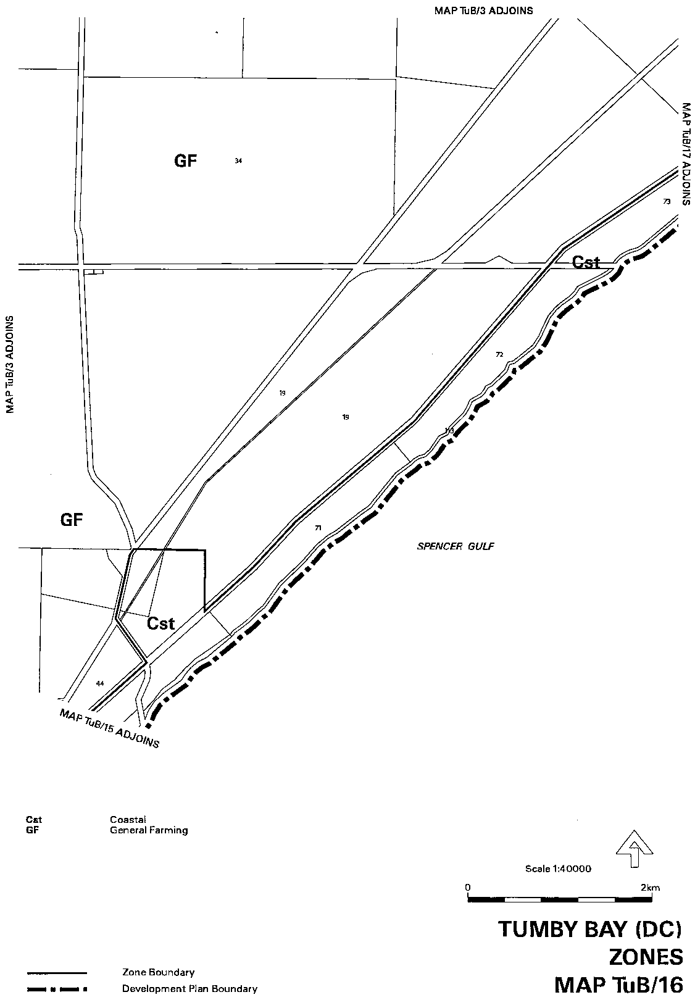 MAP TuB/3 ADJOINS
MAP TuB/17 ADJOINS
GF
34
73
Cst
MAP TuB/3 ADJOINS
72
19
19
113
GF
71
SPENCER GULF
Cst
44
MAP TuB/15 ADJOINS
Cst Coastal
GF General Farming
Scale 1:40000
0 2km
TUMBY BAY (DC)
ZONES
MAP TuB/16
Zone Boundary
Development Plan Boundary